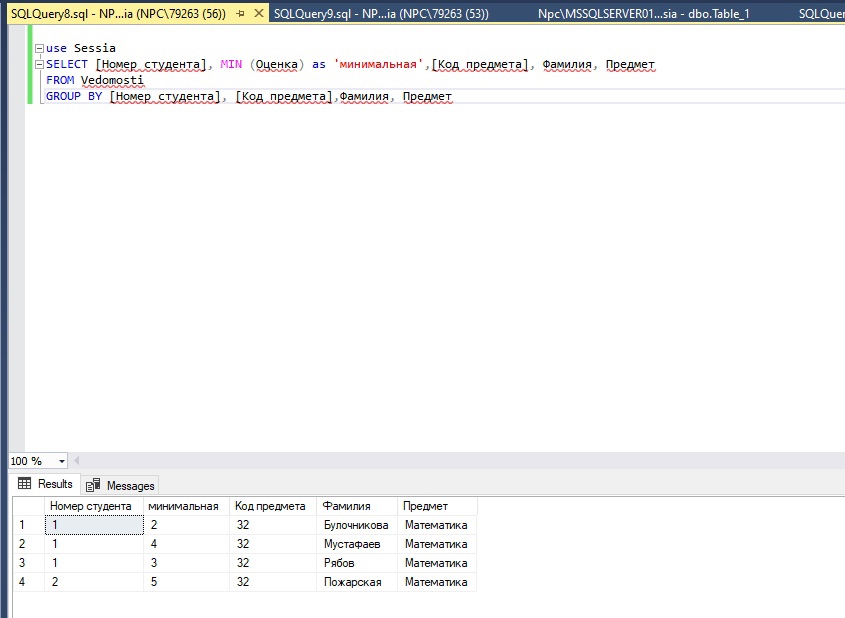 SQLQuery8.sql - NP...ia (NPC\79263 (56)) SQLQuery9.sql - NP...ia (NPC\79263 (53)) Npc\MSSQLSERVER01...sia - dbo.Table_1 SQLQuer
use Sessia
SELECT [Номер студента], MIN (Оценка) as 'минимальная',[Код предмета], Фамилия, Предмет
FROM Vedomosti
GROUP BY [Номер студента], [Код предмета],Фамилия, Предмет
100 %
Results Messages
Номер студента минимальная Код предмета Фамилия Предмет
1 1 2 32 Булочникова Математика
2 1 4 32 Мустафаев Математика
3 1 3 32 Рябов Математика
4 2 5 32 Пожарская Математика